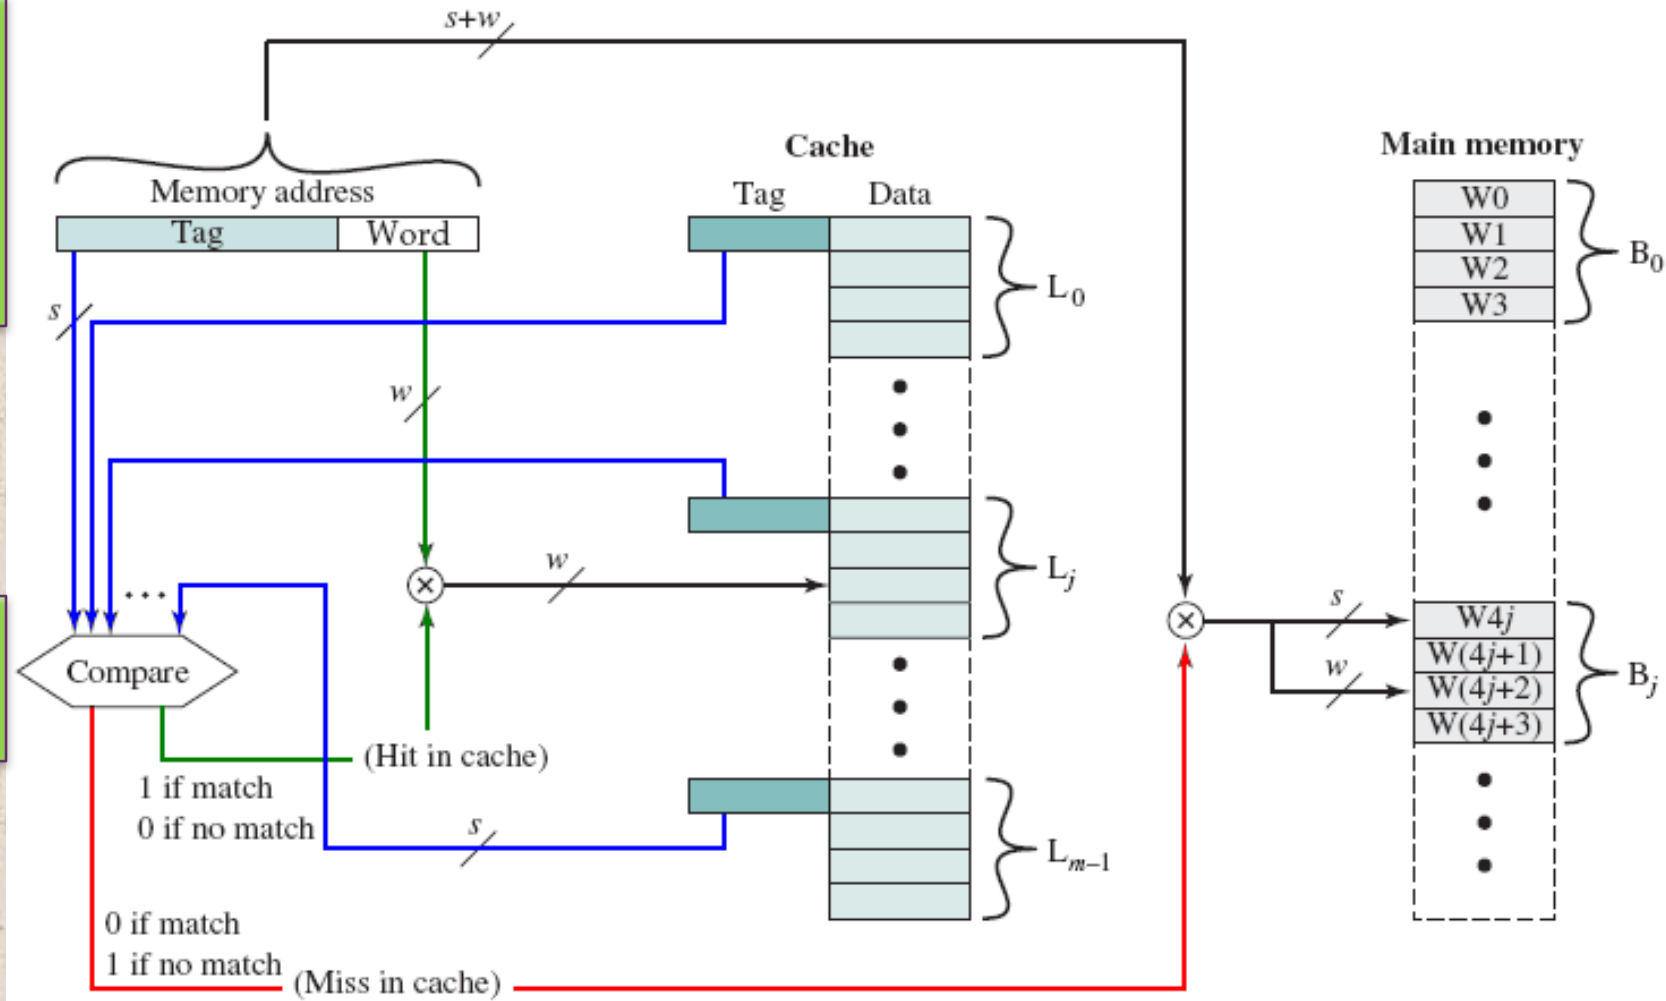 s+w
Cache
Main memory
Memory address
Tag Data
Tag Word
W0
W1
W2
W3
B0
L0
s
w
w
Lj
s
w
W4j
W(4j+1)
W(4j+2)
W(4j+3)
Bj
...
Compare
(Hit in cache)
1 if match
0 if no match
s
Lm–1
0 if match
1 if no match
(Miss in cache)